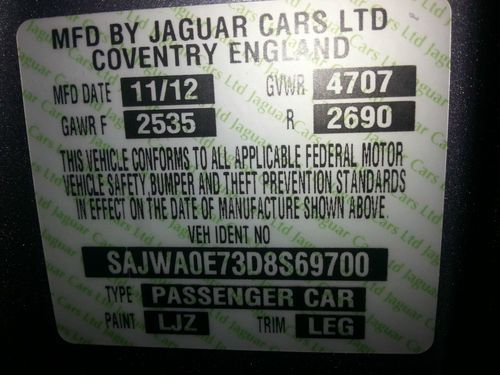 MFD BY JAGUAR CARS LTD
COVENTRY ENGLAND
MFD DATE 11/12 GVWR 4707
GAWR F 2535 R 2690
THIS VEHICLE CONFORMS TO ALL APPLICABLE FEDERAL MOTOR
VEHICLE SAFETY, BUMPER AND THEFT PREVENTION STANDARDS
IN EFFECT ON THE DATE OF MANUFACTURE SHOWN ABOVE.
VEH IDENT NO
SAJWA0E73D8S69700
TYPE PASSENGER CAR
PAINT LJZ TRIM LEG